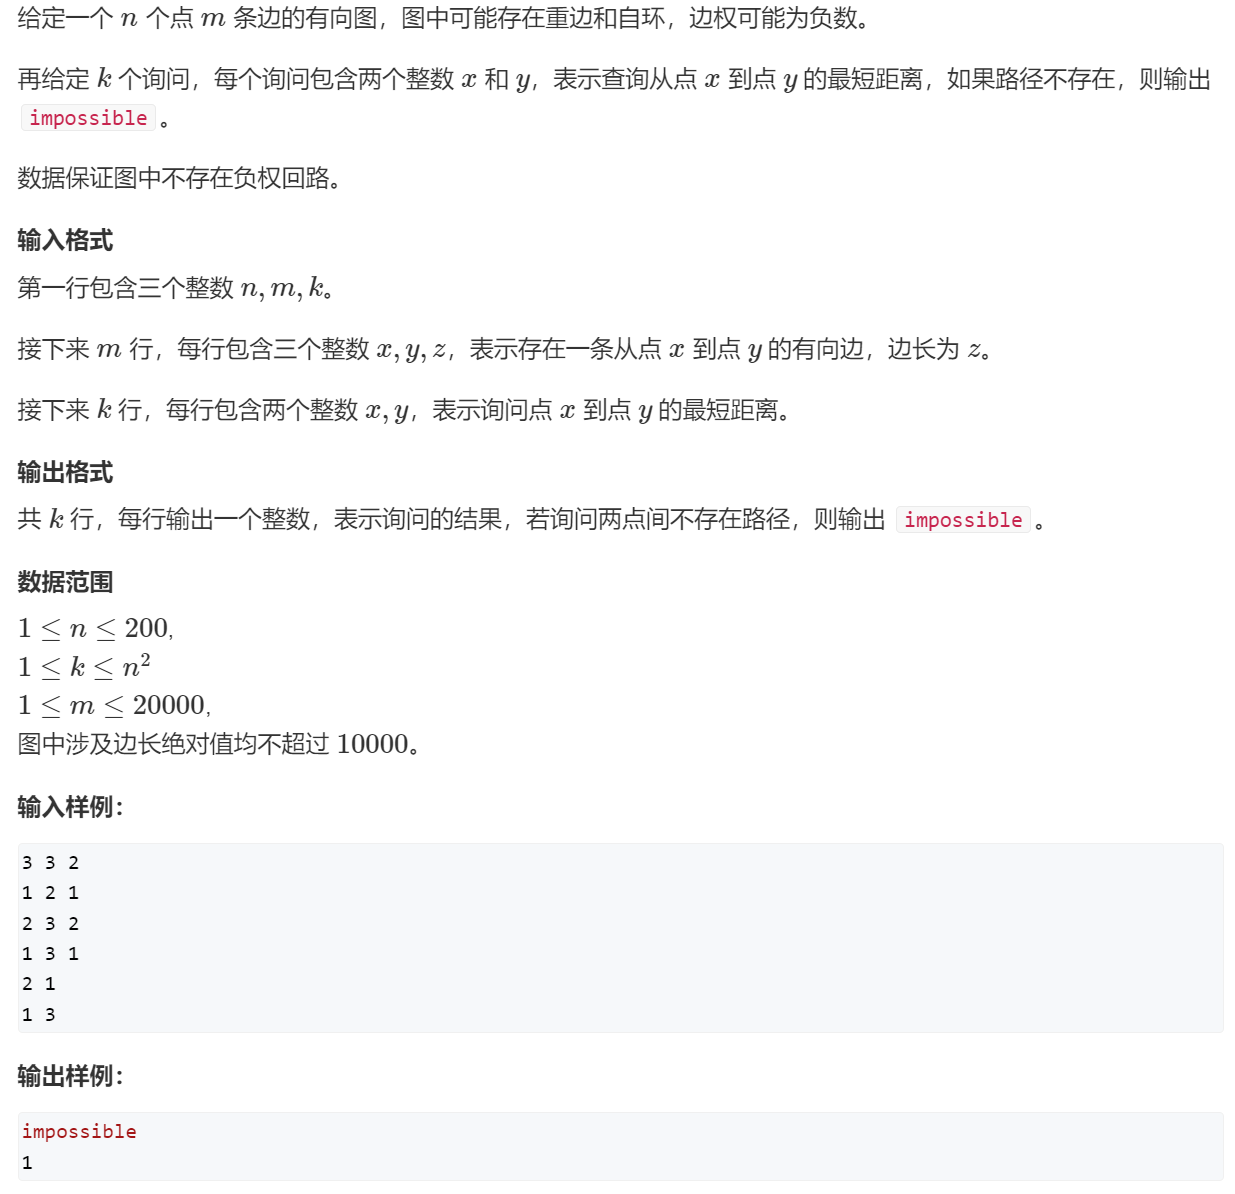 给定一个 n 个点 m 条边的有向图，图中可能存在重边和自环，边权可能为负数。
再给定 k 个询问，每个询问包含两个整数 x 和 y，表示查询从点 x 到点 y 的最短距离，如果路径不存在，则输出
impossible 。
数据保证图中不存在负权回路。
输入格式
第一行包含三个整数 n, m, k。
接下来 m 行，每行包含三个整数 x, y, z，表示存在一条从点 x 到点 y 的有向边，边长为 z。
接下来 k 行，每行包含两个整数 x, y，表示询问点 x 到点 y 的最短距离。
输出格式
共 k 行，每行输出一个整数，表示询问的结果，若询问两点间不存在路径，则输出 impossible 。
数据范围
1 ≤ n ≤ 200,
1 ≤ k ≤ n²
1 ≤ m ≤ 20000,
图中涉及边长绝对值均不超过 10000。
输入样例：
3 3 2
1 2 1
2 3 2
1 3 1
2 1
1 3
输出样例：
impossible
1